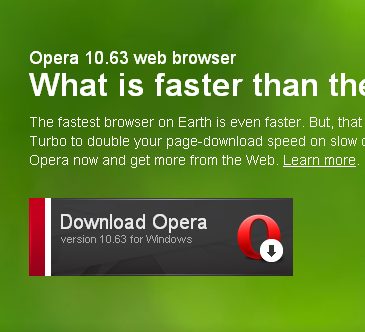 Opera 10.63 web browser
What is faster than the
The fastest browser on Earth is even faster. But, that
Turbo to double your page-download speed on slow
Opera now and get more from the Web. Learn more.
Download Opera
version 10.63 for Windows